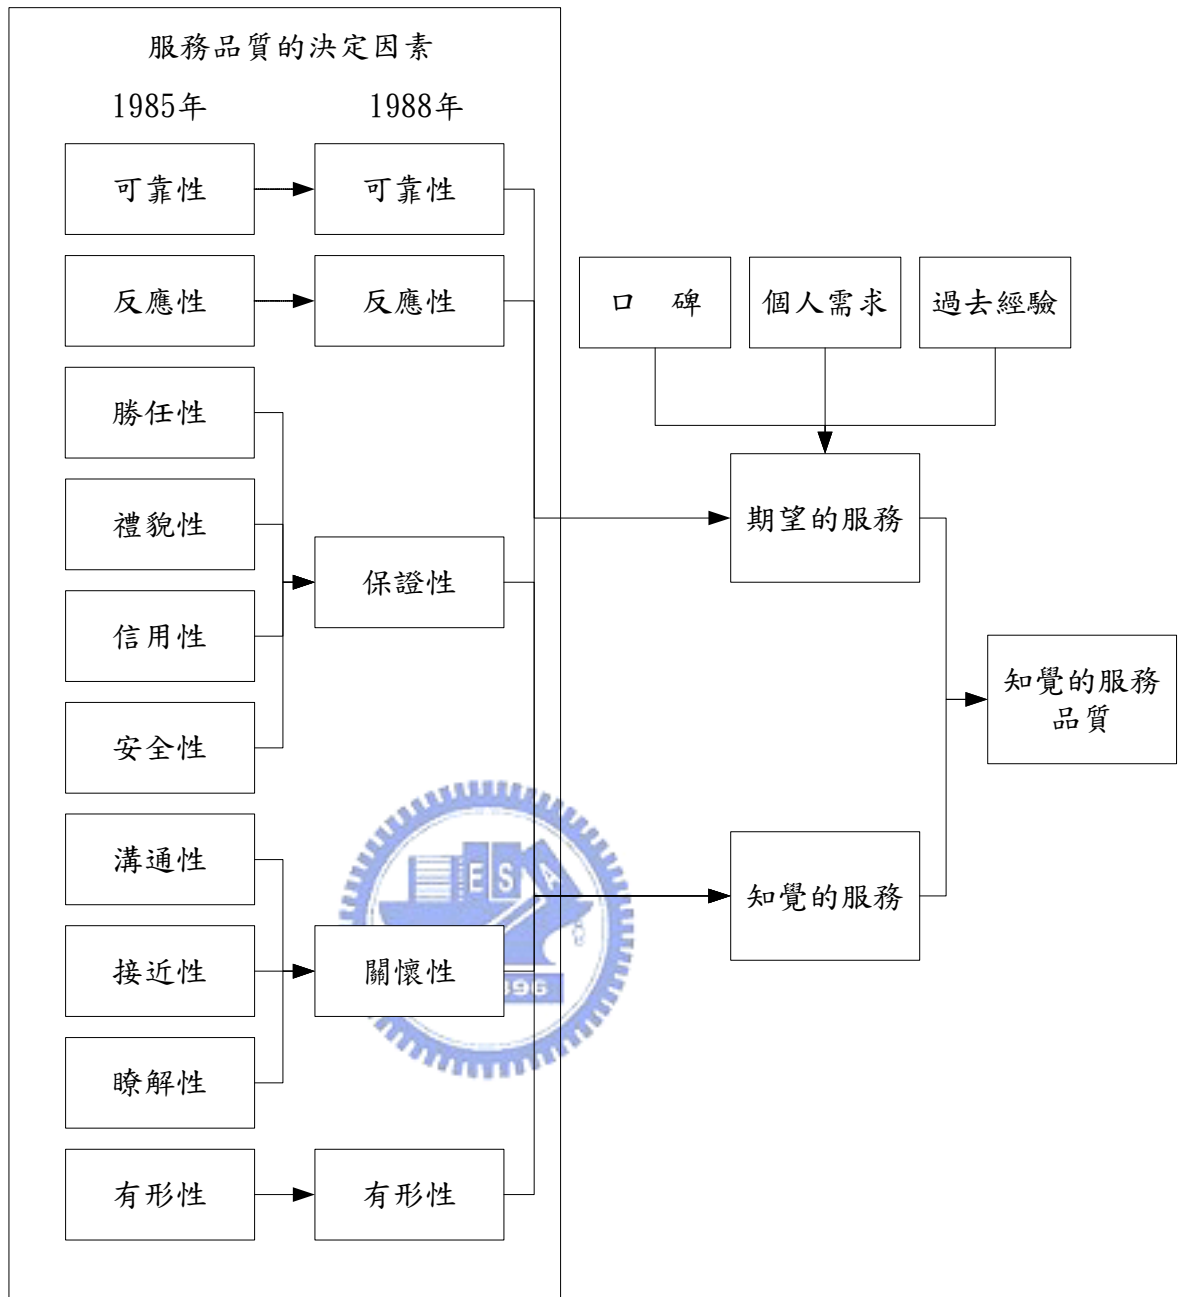 服務品質的決定因素
1985年
1988年
可靠性
可靠性
反應性
反應性
口 碑
個人需求
過去經驗
勝任性
禮貌性
期望的服務
保證性
信用性
知覺的服務
品質
安全性
溝通性
ESA
知覺的服務
接近性
關懷性
896
瞭解性
有形性
有形性